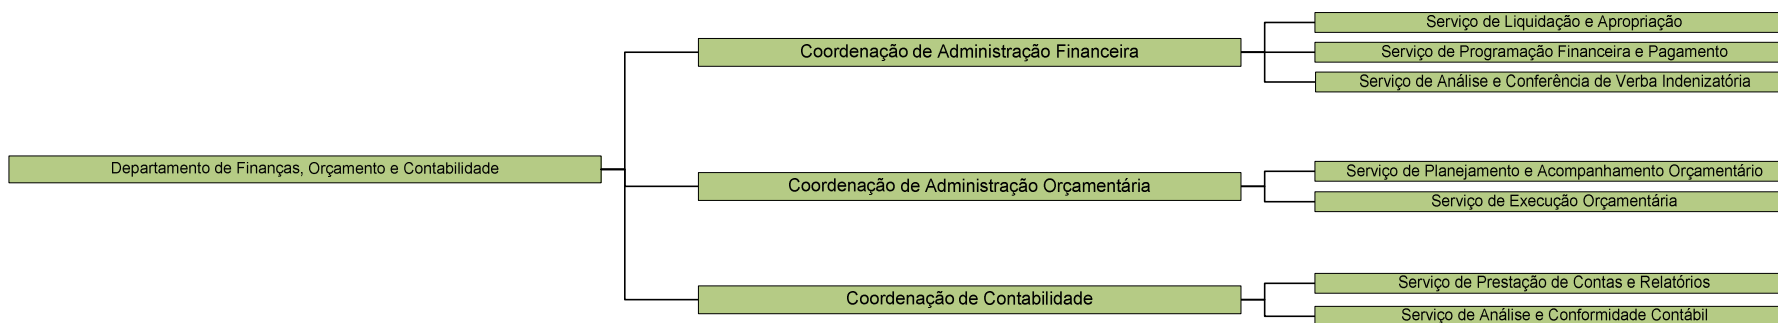 Departamento de Finanças, Orçamento e Contabilidade
Coordenação de Administração Financeira
Serviço de Liquidação e Apropriação
Serviço de Programação Financeira e Pagamento
Serviço de Análise e Conferência de Verba Indenizatória
Coordenação de Administração Orçamentária
Serviço de Planejamento e Acompanhamento Orçamentário
Serviço de Execução Orçamentária
Coordenação de Contabilidade
Serviço de Prestação de Contas e Relatórios
Serviço de Análise e Conformidade Contábil